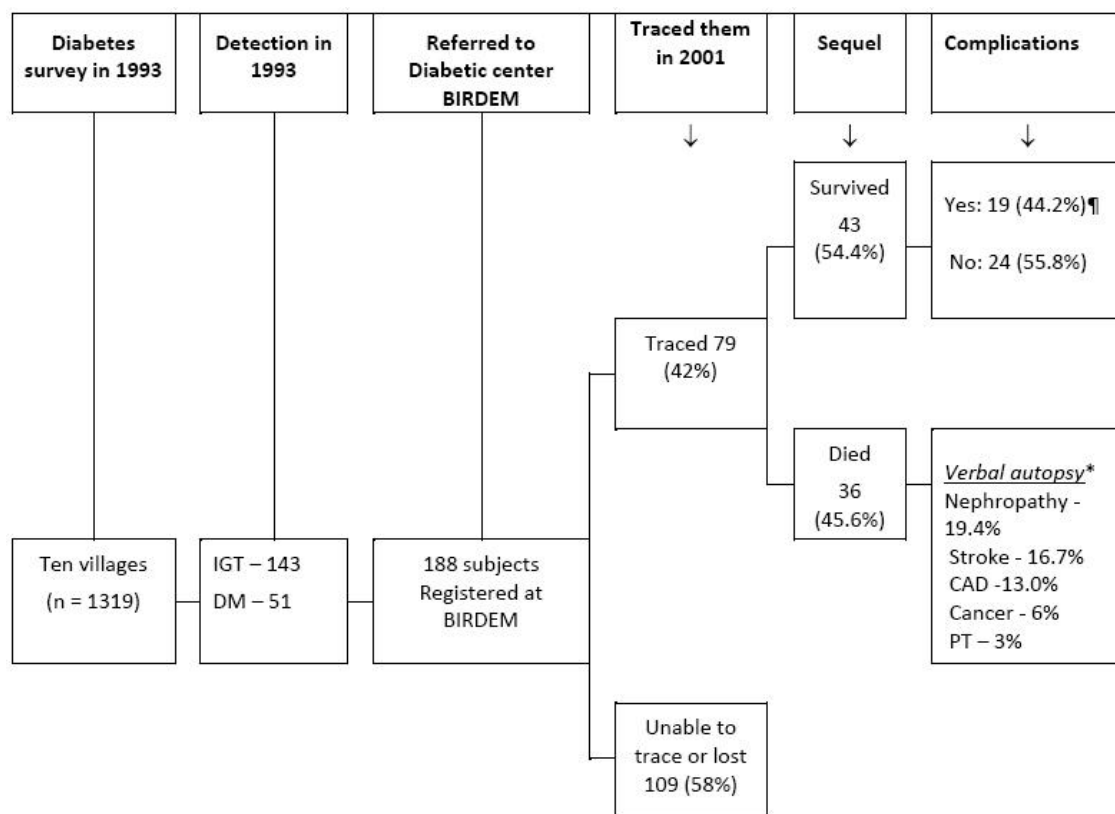 Diabetes
survey in 1993
Detection in
1993
Referred to
Diabetic center
BIRDEM
Traced them
in 2001
↓
Sequel
↓
Complications
↓
Ten villages
(n = 1319)
IGT – 143
DM – 51
188 subjects
Registered at
BIRDEM
Traced 79
(42%)
Unable to
trace or lost
109 (58%)
Survived
43
(54.4%)
Died
36
(45.6%)
Yes: 19 (44.2%)¶
No: 24 (55.8%)
Verbal autopsy*
Nephropathy -
19.4%
Stroke - 16.7%
CAD -13.0%
Cancer - 6%
PT – 3%